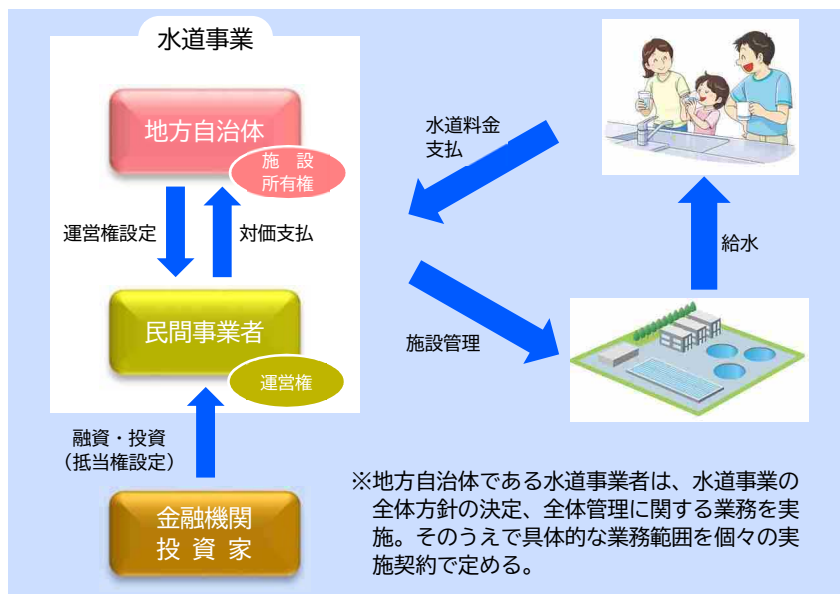 水道事業
地方自治体
施 設
所有権
運営権設定
対価支払
民間事業者
運営権
融資・投資
（抵当権設定）
金融機関
投 資 家
水道料金
支払
施設管理
給水
※地方自治体である水道事業者は、水道事業の
全体方針の決定、全体管理に関する業務を実
施。そのうえで具体的な業務範囲を個々の実
施契約で定める。